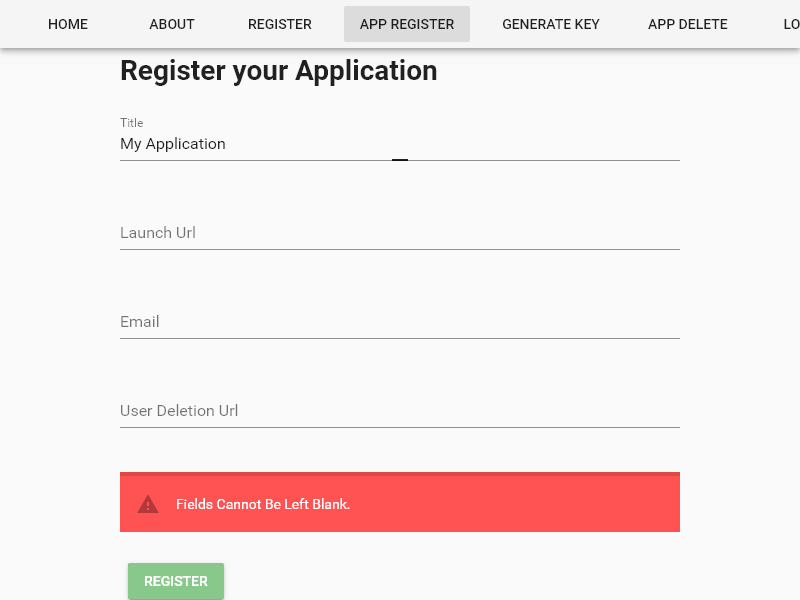 HOME ABOUT REGISTER APP REGISTER GENERATE KEY APP DELETE LO
Register your Application
Title
My Application
Launch Url
Email
User Deletion Url
Fields Cannot Be Left Blank.
REGISTER